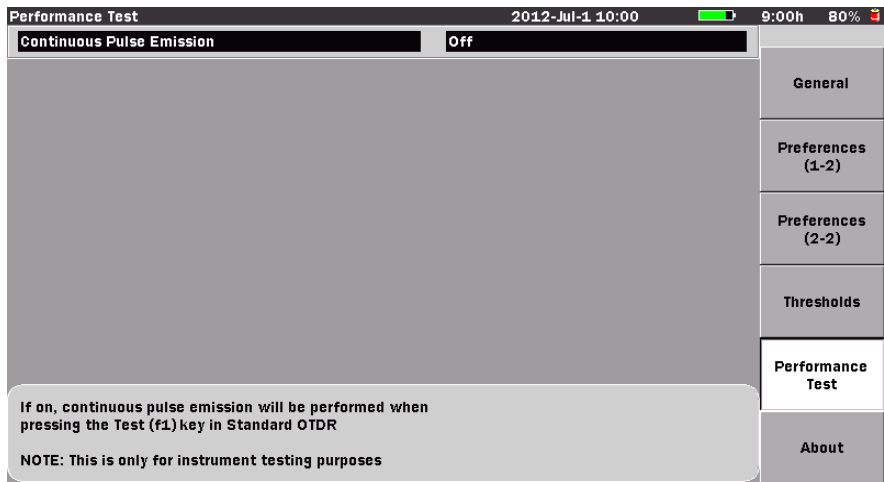 Performance Test 2012-Jul-1 10:00 9:00h 80%
Continuous Pulse Emission Off
General
Preferences
(1-2)
Preferences
(2-2)
Thresholds
Performance
Test
About
If on, continuous pulse emission will be performed when
pressing the Test (f1) key in Standard OTDR
NOTE: This is only for instrument testing purposes